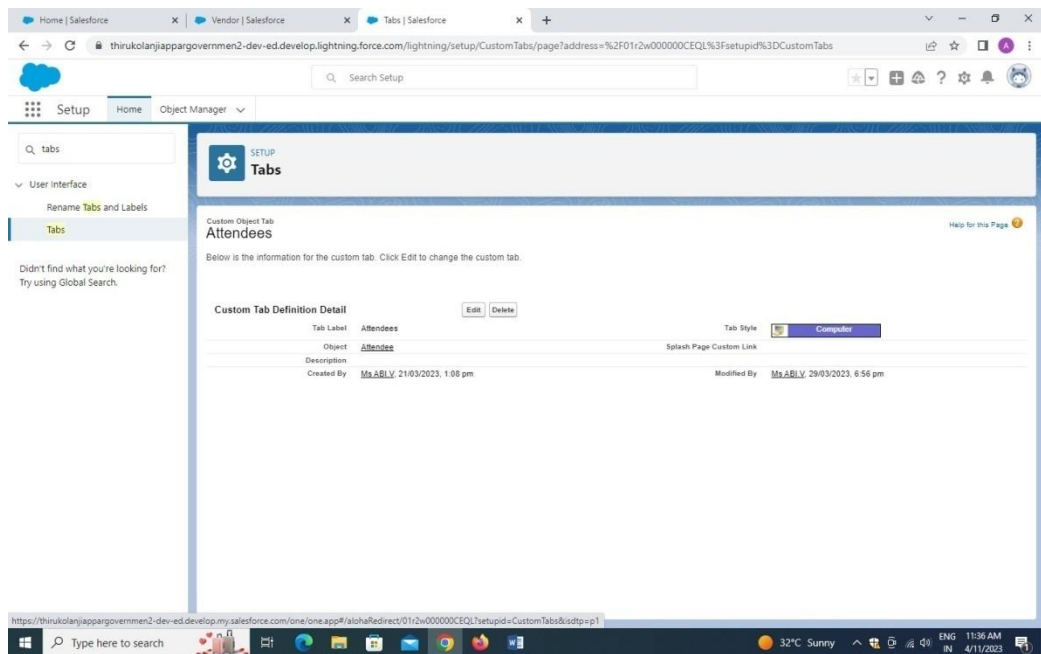 Home | Salesforce
Vendor | Salesforce
Tabs | Salesforce
thirukolanjiappargovernmen2-dev-ed.develop.lightning.force.com/lightning/setup/CustomTabs/page?address=%2F01r2w000000CEQL%3Fsetupid%3DCustomTabs
A
Search Setup
Setup
Home
Object Manager
tabs
User Interface
Rename Tabs and Labels
Tabs
Didn't find what you're looking for?
Try using Global Search.
SETUP
Tabs
Custom Object Tab
Attendees
Help for this Page
Below is the information for the custom tab. Click Edit to change the custom tab.
Custom Tab Definition Detail Edit Delete
Tab Label Attendees Tab Style Computer
Object Attendee Splash Page Custom Link
Description
Created By Ms ABI.V, 21/03/2023, 1:08 pm Modified By Ms ABI.V, 29/03/2023, 6:56 pm
https://thirukolanjiappargovernmen2-dev-ed.develop.my.salesforce.com/one/one.app#/alohaRedirect/01r2w000000CEQL?setupid=CustomTabs&isdtp=p1
Type here to search
32°C Sunny
ENG
IN
11:36 AM
4/11/2023